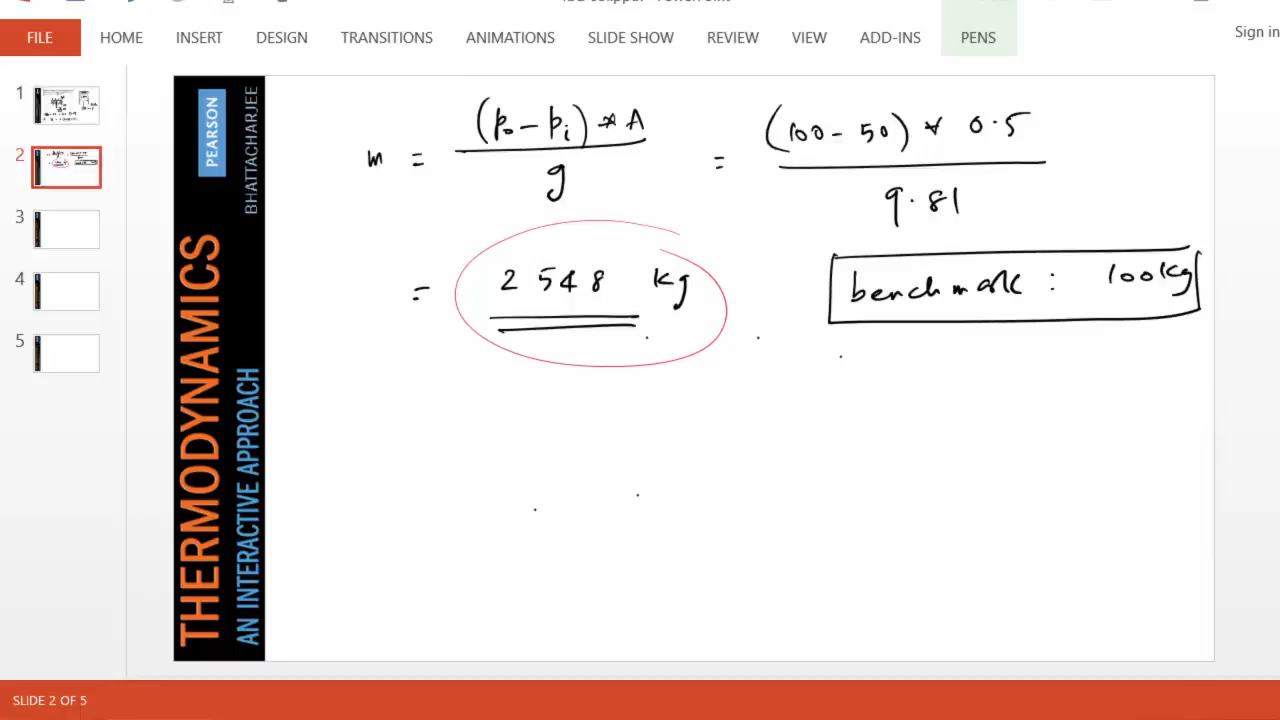 FILE HOME INSERT DESIGN TRANSITIONS ANIMATIONS SLIDE SHOW REVIEW VIEW ADD-INS PENS Sign in
1
2
3
4
5
PEARSON
BHATTACHARJEE
THERMODYNAMICS
AN INTERACTIVE APPROACH
m = (p₀ - pᵢ) * A / g = (100 - 50) * 0.5 / 9.81
= 2548 kg
benchmark : 100kg
SLIDE 2 OF 5